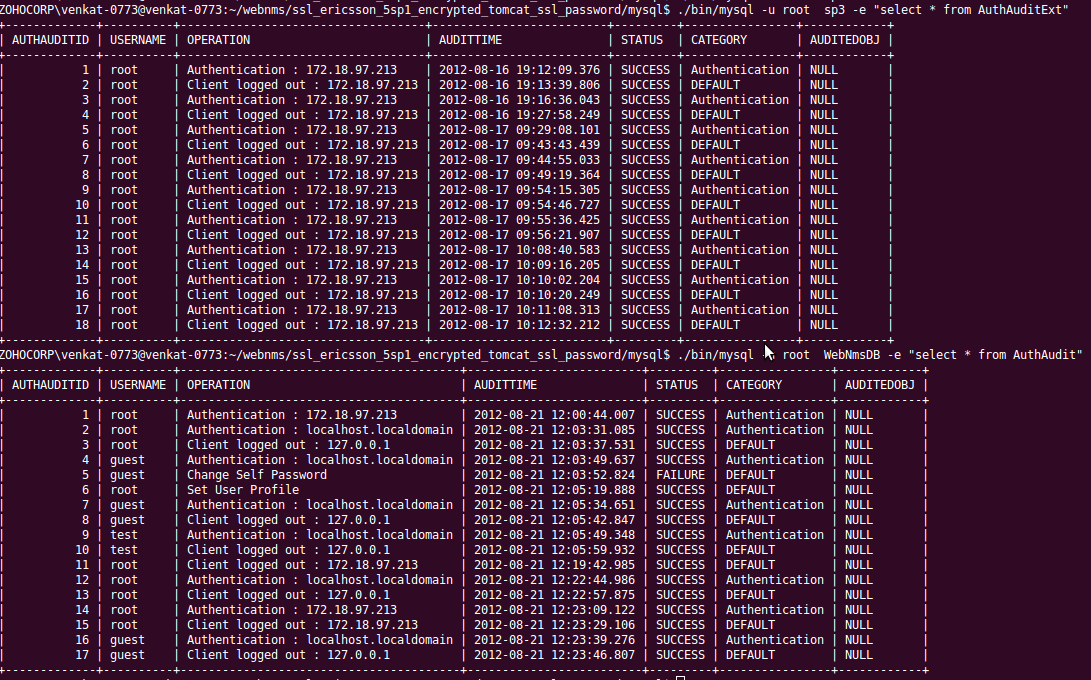 ZOHOCORP\venkat-0773@venkat-0773:~/webnms/ssl_ericsson_5sp1_encrypted_tomcat_ssl_password/mysql$ ./bin/mysql -u root  sp3 -e "select * from AuthAuditExt"
+-------------+----------+-----------------------------------+-------------------------+---------+----------------+------------+
| AUTHAUDITID | USERNAME | OPERATION                         | AUDITTIME               | STATUS  | CATEGORY       | AUDITEDOBJ |
+-------------+----------+-----------------------------------+-------------------------+---------+----------------+------------+
|           1 | root     | Authentication : 172.18.97.213    | 2012-08-16 19:12:09.376 | SUCCESS | Authentication | NULL       |
|           2 | root     | Client logged out : 172.18.97.213 | 2012-08-16 19:13:39.806 | SUCCESS | DEFAULT        | NULL       |
|           3 | root     | Authentication : 172.18.97.213    | 2012-08-16 19:16:36.043 | SUCCESS | Authentication | NULL       |
|           4 | root     | Client logged out : 172.18.97.213 | 2012-08-16 19:27:58.249 | SUCCESS | DEFAULT        | NULL       |
|           5 | root     | Authentication : 172.18.97.213    | 2012-08-17 09:29:08.101 | SUCCESS | Authentication | NULL       |
|           6 | root     | Client logged out : 172.18.97.213 | 2012-08-17 09:43:43.439 | SUCCESS | DEFAULT        | NULL       |
|           7 | root     | Authentication : 172.18.97.213    | 2012-08-17 09:44:55.033 | SUCCESS | Authentication | NULL       |
|           8 | root     | Client logged out : 172.18.97.213 | 2012-08-17 09:49:19.364 | SUCCESS | DEFAULT        | NULL       |
|           9 | root     | Authentication : 172.18.97.213    | 2012-08-17 09:54:15.305 | SUCCESS | Authentication | NULL       |
|          10 | root     | Client logged out : 172.18.97.213 | 2012-08-17 09:54:46.727 | SUCCESS | DEFAULT        | NULL       |
|          11 | root     | Authentication : 172.18.97.213    | 2012-08-17 09:55:36.425 | SUCCESS | Authentication | NULL       |
|          12 | root     | Client logged out : 172.18.97.213 | 2012-08-17 09:56:21.907 | SUCCESS | DEFAULT        | NULL       |
|          13 | root     | Authentication : 172.18.97.213    | 2012-08-17 10:08:40.583 | SUCCESS | Authentication | NULL       |
|          14 | root     | Client logged out : 172.18.97.213 | 2012-08-17 10:09:16.205 | SUCCESS | DEFAULT        | NULL       |
|          15 | root     | Authentication : 172.18.97.213    | 2012-08-17 10:10:02.204 | SUCCESS | Authentication | NULL       |
|          16 | root     | Client logged out : 172.18.97.213 | 2012-08-17 10:10:20.249 | SUCCESS | DEFAULT        | NULL       |
|          17 | root     | Authentication : 172.18.97.213    | 2012-08-17 10:11:08.313 | SUCCESS | Authentication | NULL       |
|          18 | root     | Client logged out : 172.18.97.213 | 2012-08-17 10:12:32.212 | SUCCESS | DEFAULT        | NULL       |
+-------------+----------+-----------------------------------+-------------------------+---------+----------------+------------+
ZOHOCORP\venkat-0773@venkat-0773:~/webnms/ssl_ericsson_5sp1_encrypted_tomcat_ssl_password/mysql$ ./bin/mysql root  WebNmsDB -e "select * from AuthAudit"
+-------------+----------+----------------------------------------+-------------------------+---------+----------------+------------+
| AUTHAUDITID | USERNAME | OPERATION                              | AUDITTIME               | STATUS  | CATEGORY       | AUDITEDOBJ |
+-------------+----------+----------------------------------------+-------------------------+---------+----------------+------------+
|           1 | root     | Authentication : 172.18.97.213         | 2012-08-21 12:00:44.007 | SUCCESS | Authentication | NULL       |
|           2 | root     | Authentication : localhost.localdomain | 2012-08-21 12:03:31.085 | SUCCESS | Authentication | NULL       |
|           3 | root     | Client logged out : 127.0.0.1          | 2012-08-21 12:03:37.531 | SUCCESS | DEFAULT        | NULL       |
|           4 | guest    | Authentication : localhost.localdomain | 2012-08-21 12:03:49.637 | SUCCESS | Authentication | NULL       |
|           5 | guest    | Change Self Password                   | 2012-08-21 12:03:52.824 | FAILURE | DEFAULT        | NULL       |
|           6 | root     | Set User Profile                       | 2012-08-21 12:05:19.888 | SUCCESS | DEFAULT        | NULL       |
|           7 | guest    | Authentication : localhost.localdomain | 2012-08-21 12:05:34.651 | SUCCESS | Authentication | NULL       |
|           8 | guest    | Client logged out : 127.0.0.1          | 2012-08-21 12:05:42.847 | SUCCESS | DEFAULT        | NULL       |
|           9 | test     | Authentication : localhost.localdomain | 2012-08-21 12:05:49.348 | SUCCESS | Authentication | NULL       |
|          10 | test     | Client logged out : 127.0.0.1          | 2012-08-21 12:05:59.932 | SUCCESS | DEFAULT        | NULL       |
|          11 | root     | Client logged out : 172.18.97.213      | 2012-08-21 12:19:42.985 | SUCCESS | DEFAULT        | NULL       |
|          12 | root     | Authentication : localhost.localdomain | 2012-08-21 12:22:44.986 | SUCCESS | Authentication | NULL       |
|          13 | root     | Client logged out : 127.0.0.1          | 2012-08-21 12:22:57.875 | SUCCESS | DEFAULT        | NULL       |
|          14 | root     | Authentication : 172.18.97.213         | 2012-08-21 12:23:09.122 | SUCCESS | Authentication | NULL       |
|          15 | root     | Client logged out : 172.18.97.213      | 2012-08-21 12:23:29.106 | SUCCESS | DEFAULT        | NULL       |
|          16 | guest    | Authentication : localhost.localdomain | 2012-08-21 12:23:39.276 | SUCCESS | Authentication | NULL       |
|          17 | guest    | Client logged out : 127.0.0.1          | 2012-08-21 12:23:46.807 | SUCCESS | DEFAULT        | NULL       |
+-------------+----------+----------------------------------------+-------------------------+---------+----------------+------------+